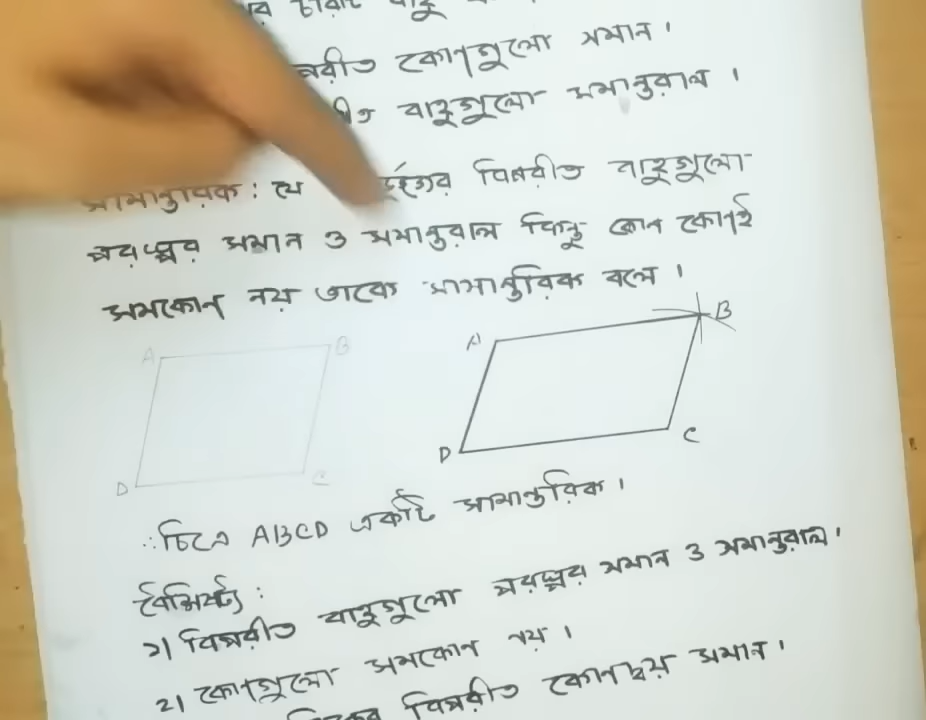 চারটি বাহু
কোণগুলো সমান।
বাহুগুলো সমান্তরাল।
সামান্তরিক: যে বিপরীত বাহুগুলো
পরস্পর সমান ও সমান্তরাল কিন্তু কোন কোণই
সমকোণ নয় তাকে সামান্তরিক বলে।
A B A B
D C D C
∴ চিত্রে ABCD একটি সামান্তরিক।
বৈশিষ্ট্য:
১। বিপরীত বাহুগুলো পরস্পর সমান ও সমান্তরাল।
২। কোণগুলো সমকোণ নয়।
বিপরীত কোণদ্বয় সমান।